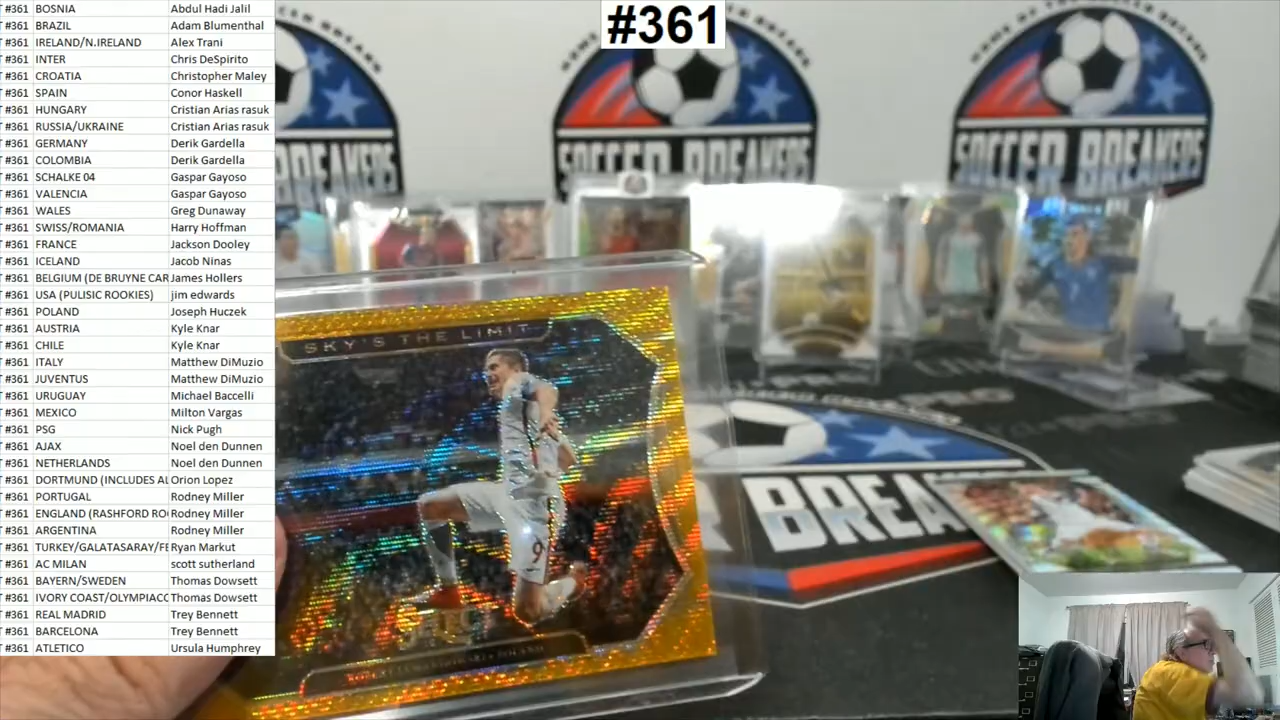 #361
T #361 BOSNIA Abdul Hadi Jalil
T #361 BRAZIL Adam Blumenthal
T #361 IRELAND/N.IRELAND Alex Trani
T #361 INTER Chris DeSpirito
T #361 CROATIA Christopher Maley
T #361 SPAIN Conor Haskell
T #361 HUNGARY Cristian Arias rasuk
T #361 RUSSIA/UKRAINE Cristian Arias rasuk
T #361 GERMANY Derik Gardella
T #361 COLOMBIA Derik Gardella
T #361 SCHALKE 04 Gaspar Gayoso
T #361 VALENCIA Gaspar Gayoso
T #361 WALES Greg Dunaway
T #361 SWISS/ROMANIA Harry Hoffman
T #361 FRANCE Jackson Dooley
T #361 ICELAND Jacob Ninas
T #361 BELGIUM (DE BRUYNE CAR James Hollers
T #361 USA (PULISIC ROOKIES) jim edwards
T #361 POLAND Joseph Huczek
T #361 AUSTRIA Kyle Knar
T #361 CHILE Kyle Knar
T #361 ITALY Matthew DiMuzio
T #361 JUVENTUS Matthew DiMuzio
T #361 URUGUAY Michael Baccelli
T #361 MEXICO Milton Vargas
T #361 PSG Nick Pugh
T #361 AJAX Noel den Dunnen
T #361 NETHERLANDS Noel den Dunnen
T #361 DORTMUND (INCLUDES AL Orion Lopez
T #361 PORTUGAL Rodney Miller
T #361 ENGLAND (RASHFORD RO Rodney Miller
T #361 ARGENTINA Rodney Miller
T #361 TURKEY/GALATASARAY/FE Ryan Markut
T #361 AC MILAN scott sutherland
T #361 BAYERN/SWEDEN Thomas Dowsett
T #361 IVORY COAST/OLYMPIACC Thomas Dowsett
T #361 REAL MADRID Trey Bennett
T #361 BARCELONA Trey Bennett
T #361 ATLETICO Ursula Humphrey
SOCCER BREAKERS
SOCCER BREAKERS
SKY'S THE LIMIT
9
BREA